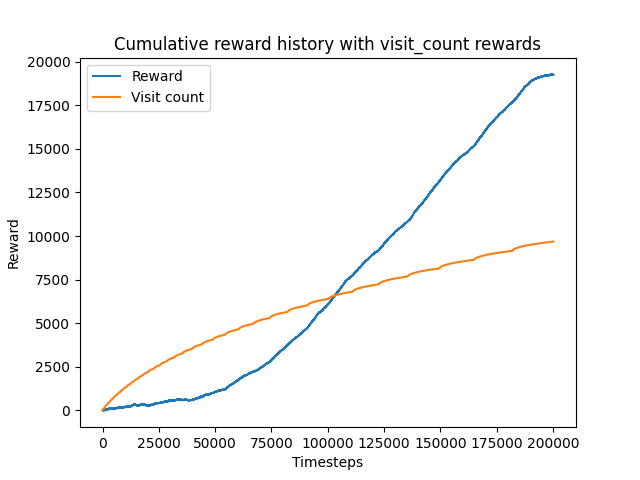 Cumulative reward history with visit_count rewards
Reward
Visit count
20000
17500
15000
12500
10000
7500
5000
2500
0
Reward
0 25000 50000 75000 100000 125000 150000 175000 200000
Timesteps